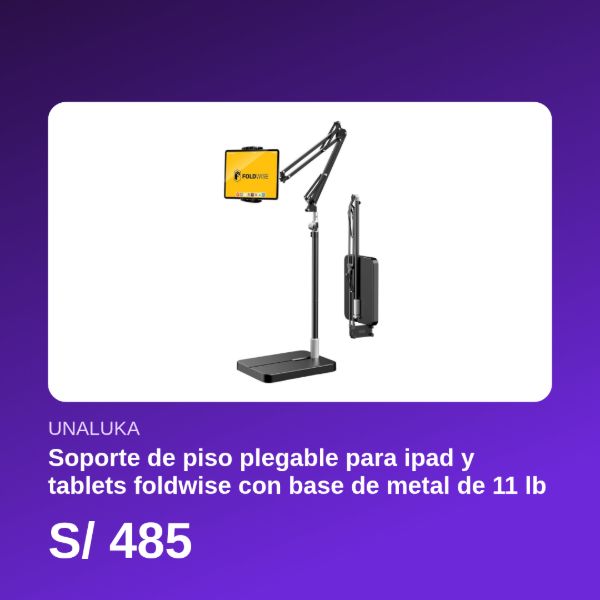 FOLDWISE
UNALUKA
Soporte de piso plegable para ipad y
tablets foldwise con base de metal de 11 lb
S/ 485